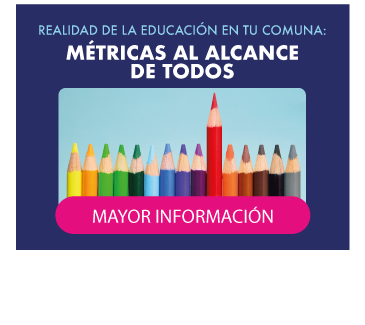 REALIDAD DE LA EDUCACIÓN EN TU COMUNA:
MÉTRICAS AL ALCANCE
DE TODOS
MAYOR INFORMACIÓN